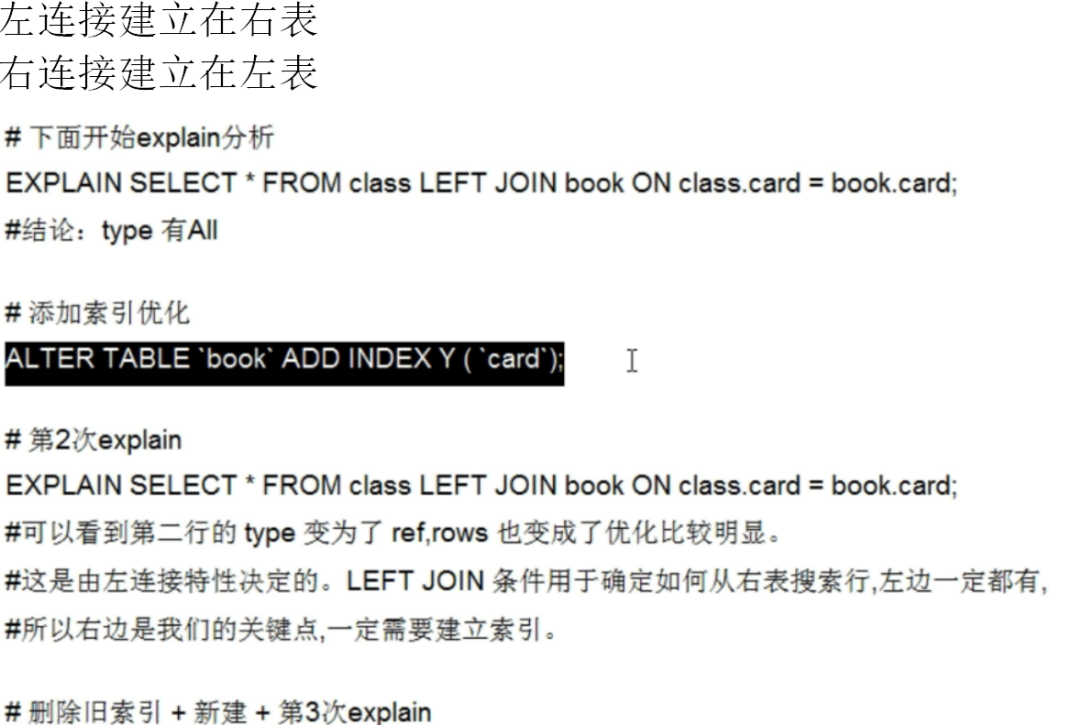 左连接建立在右表
右连接建立在左表
# 下面开始explain分析
EXPLAIN SELECT * FROM class LEFT JOIN book ON class.card = book.card;
#结论：type 有All
# 添加索引优化
ALTER TABLE `book` ADD INDEX Y ( `card`);
# 第2次explain
EXPLAIN SELECT * FROM class LEFT JOIN book ON class.card = book.card;
#可以看到第二行的 type 变为了 ref,rows 也变成了优化比较明显。
#这是由左连接特性决定的。LEFT JOIN 条件用于确定如何从右表搜索行,左边一定都有,
#所以右边是我们的关键点,一定需要建立索引。
# 删除旧索引 + 新建 + 第3次explain